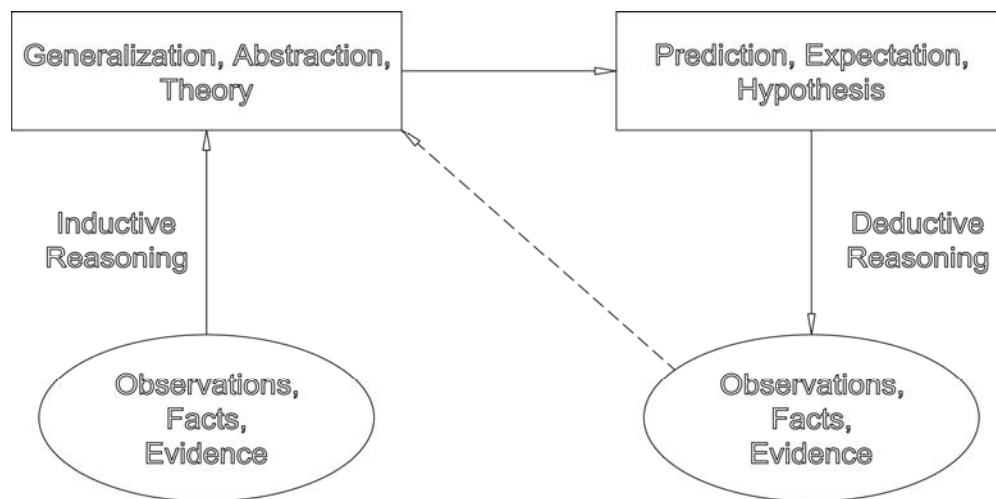 Generalization, Abstraction,
Theory
Prediction, Expectation,
Hypothesis
Inductive
Reasoning
Deductive
Reasoning
Observations,
Facts,
Evidence
Observations,
Facts,
Evidence